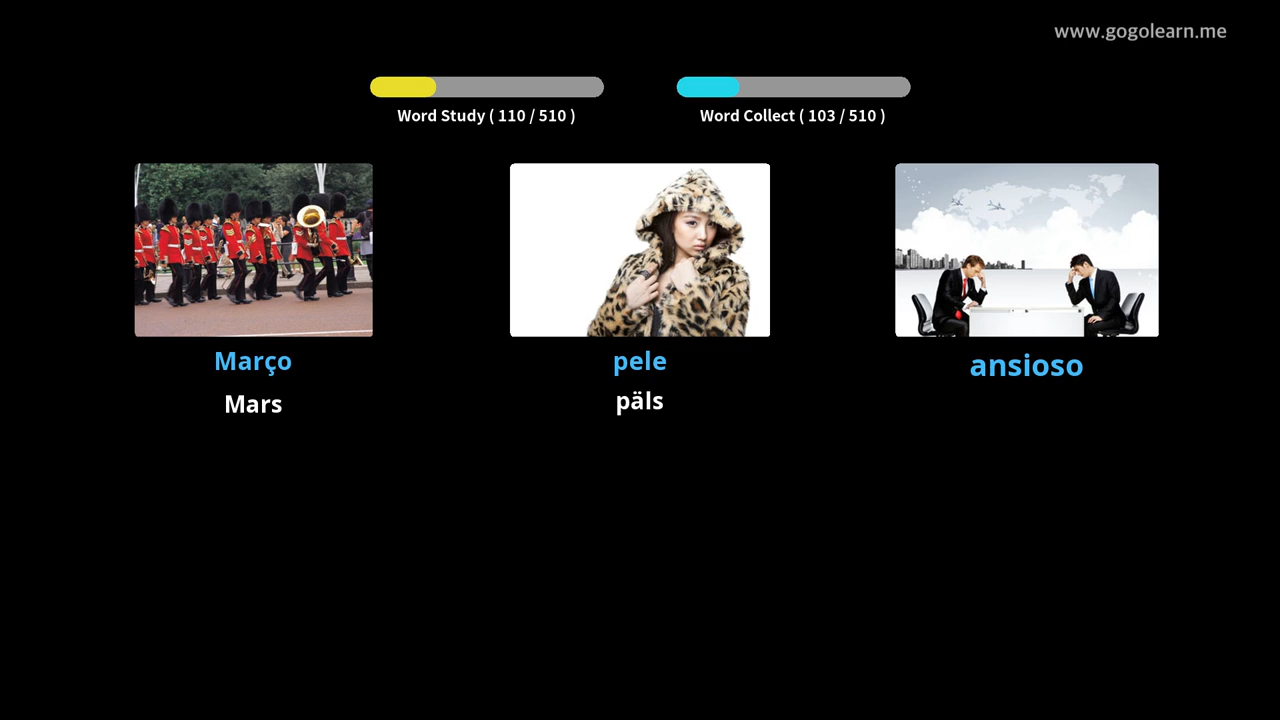 www.gogolearn.me
Word Study ( 110 / 510 )
Word Collect ( 103 / 510 )
Março
Mars
pele
päls
ansioso